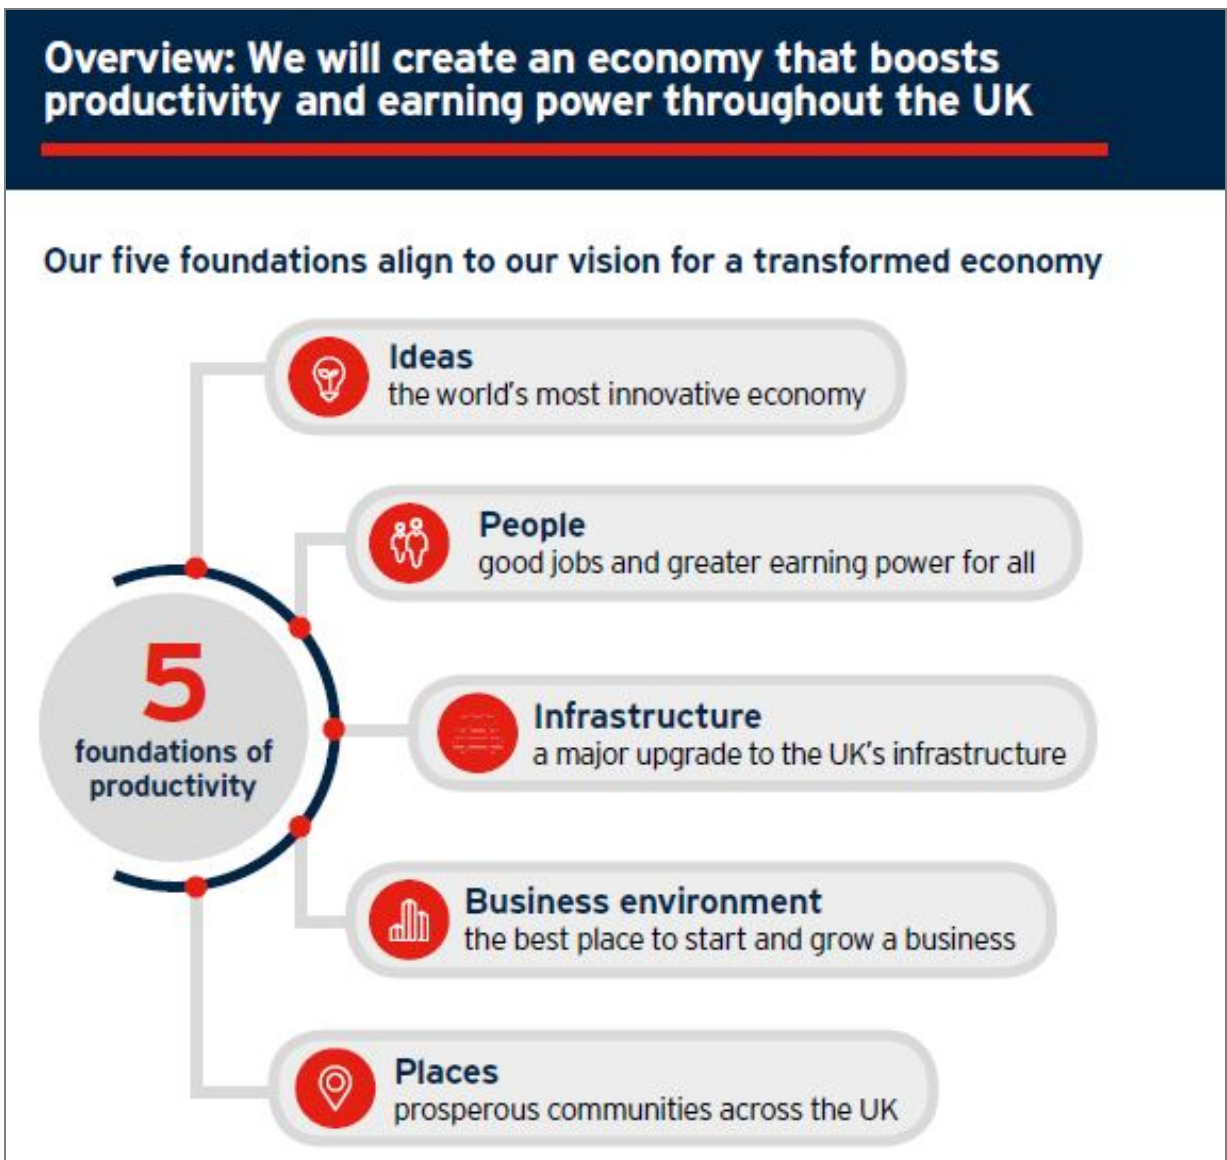 Overview: We will create an economy that boosts
productivity and earning power throughout the UK
Our five foundations align to our vision for a transformed economy
Ideas
the world's most innovative economy
People
good jobs and greater earning power for all
5
foundations of
productivity
Infrastructure
a major upgrade to the UK's infrastructure
Business environment
the best place to start and grow a business
Places
prosperous communities across the UK